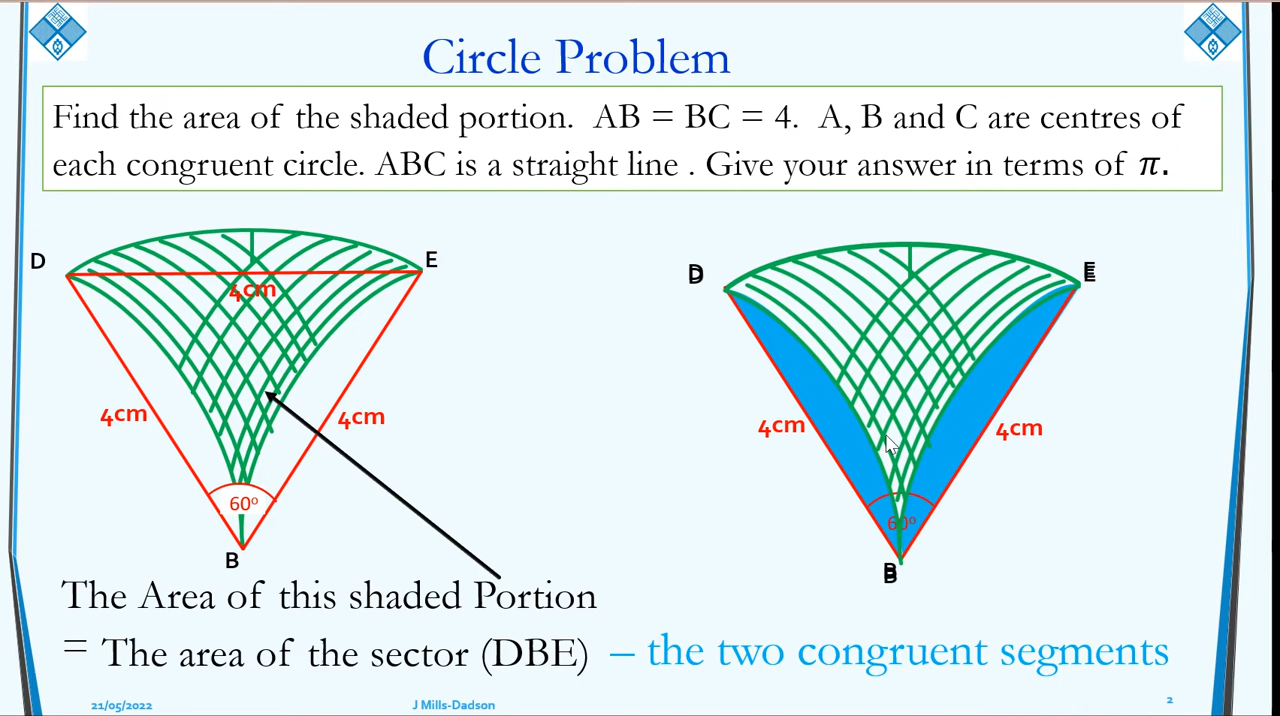 Circle Problem
Find the area of the shaded portion. AB = BC = 4. A, B and C are centres of
each congruent circle. ABC is a straight line . Give your answer in terms of π.
D
E
4cm
4cm
4cm
60º
B
D
D
E
E
4cm
4cm
60º
B
B
The Area of this shaded Portion
= The area of the sector (DBE) – the two congruent segments
21/05/2022
J Mills-Dadson
2